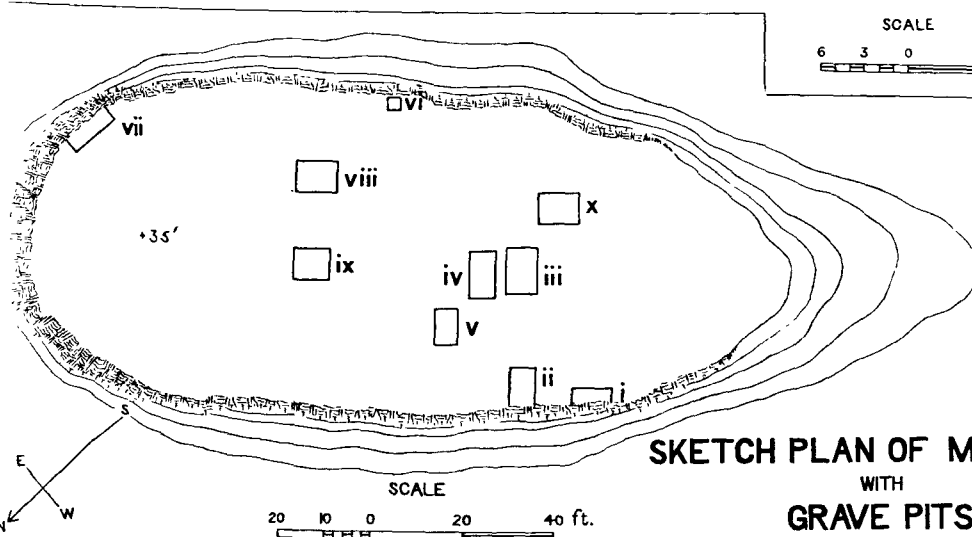 SCALE
6 3 0
vi
vii
viii
x
+35'
ix
iv
iii
v
ii
i
S
E
N
W
SKETCH PLAN OF M
WITH
GRAVE PITS
SCALE
20 10 0 20 40 ft.